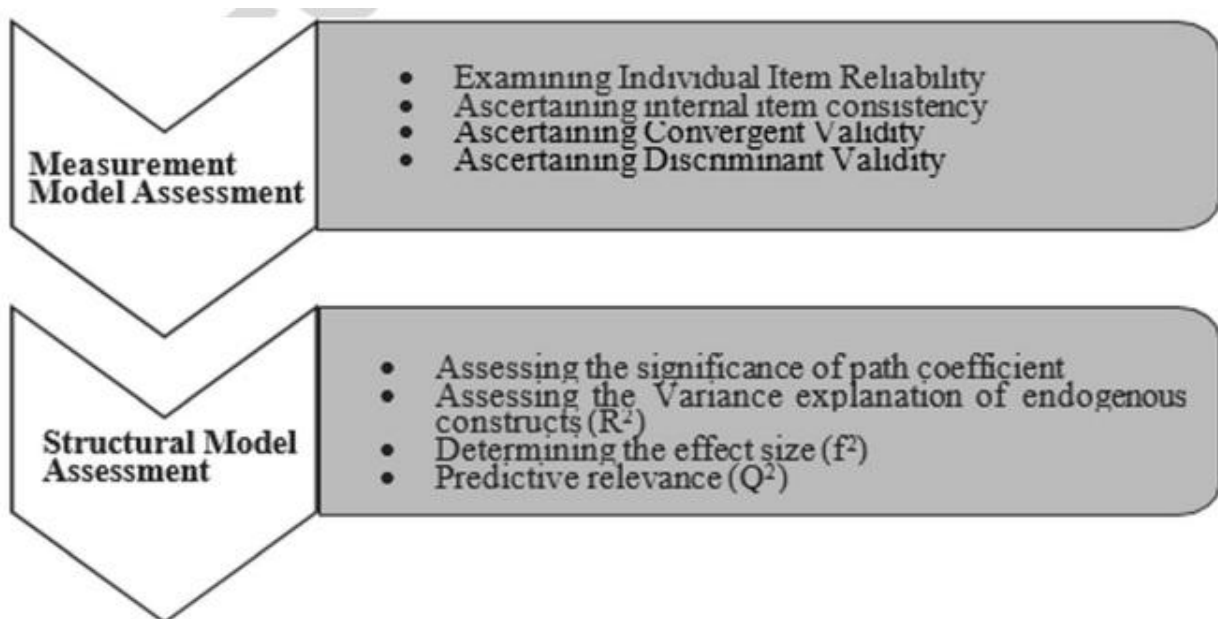 Measurement
Model Assessment
• Examining Individual Item Reliability
• Ascertaining internal item consistency
• Ascertaining Convergent Validity
• Ascertaining Discriminant Validity
Structural Model
Assessment
• Assessing the significance of path coefficient
• Assessing the Variance explanation of endogenous
constructs (R²)
• Determining the effect size (f²)
• Predictive relevance (Q²)